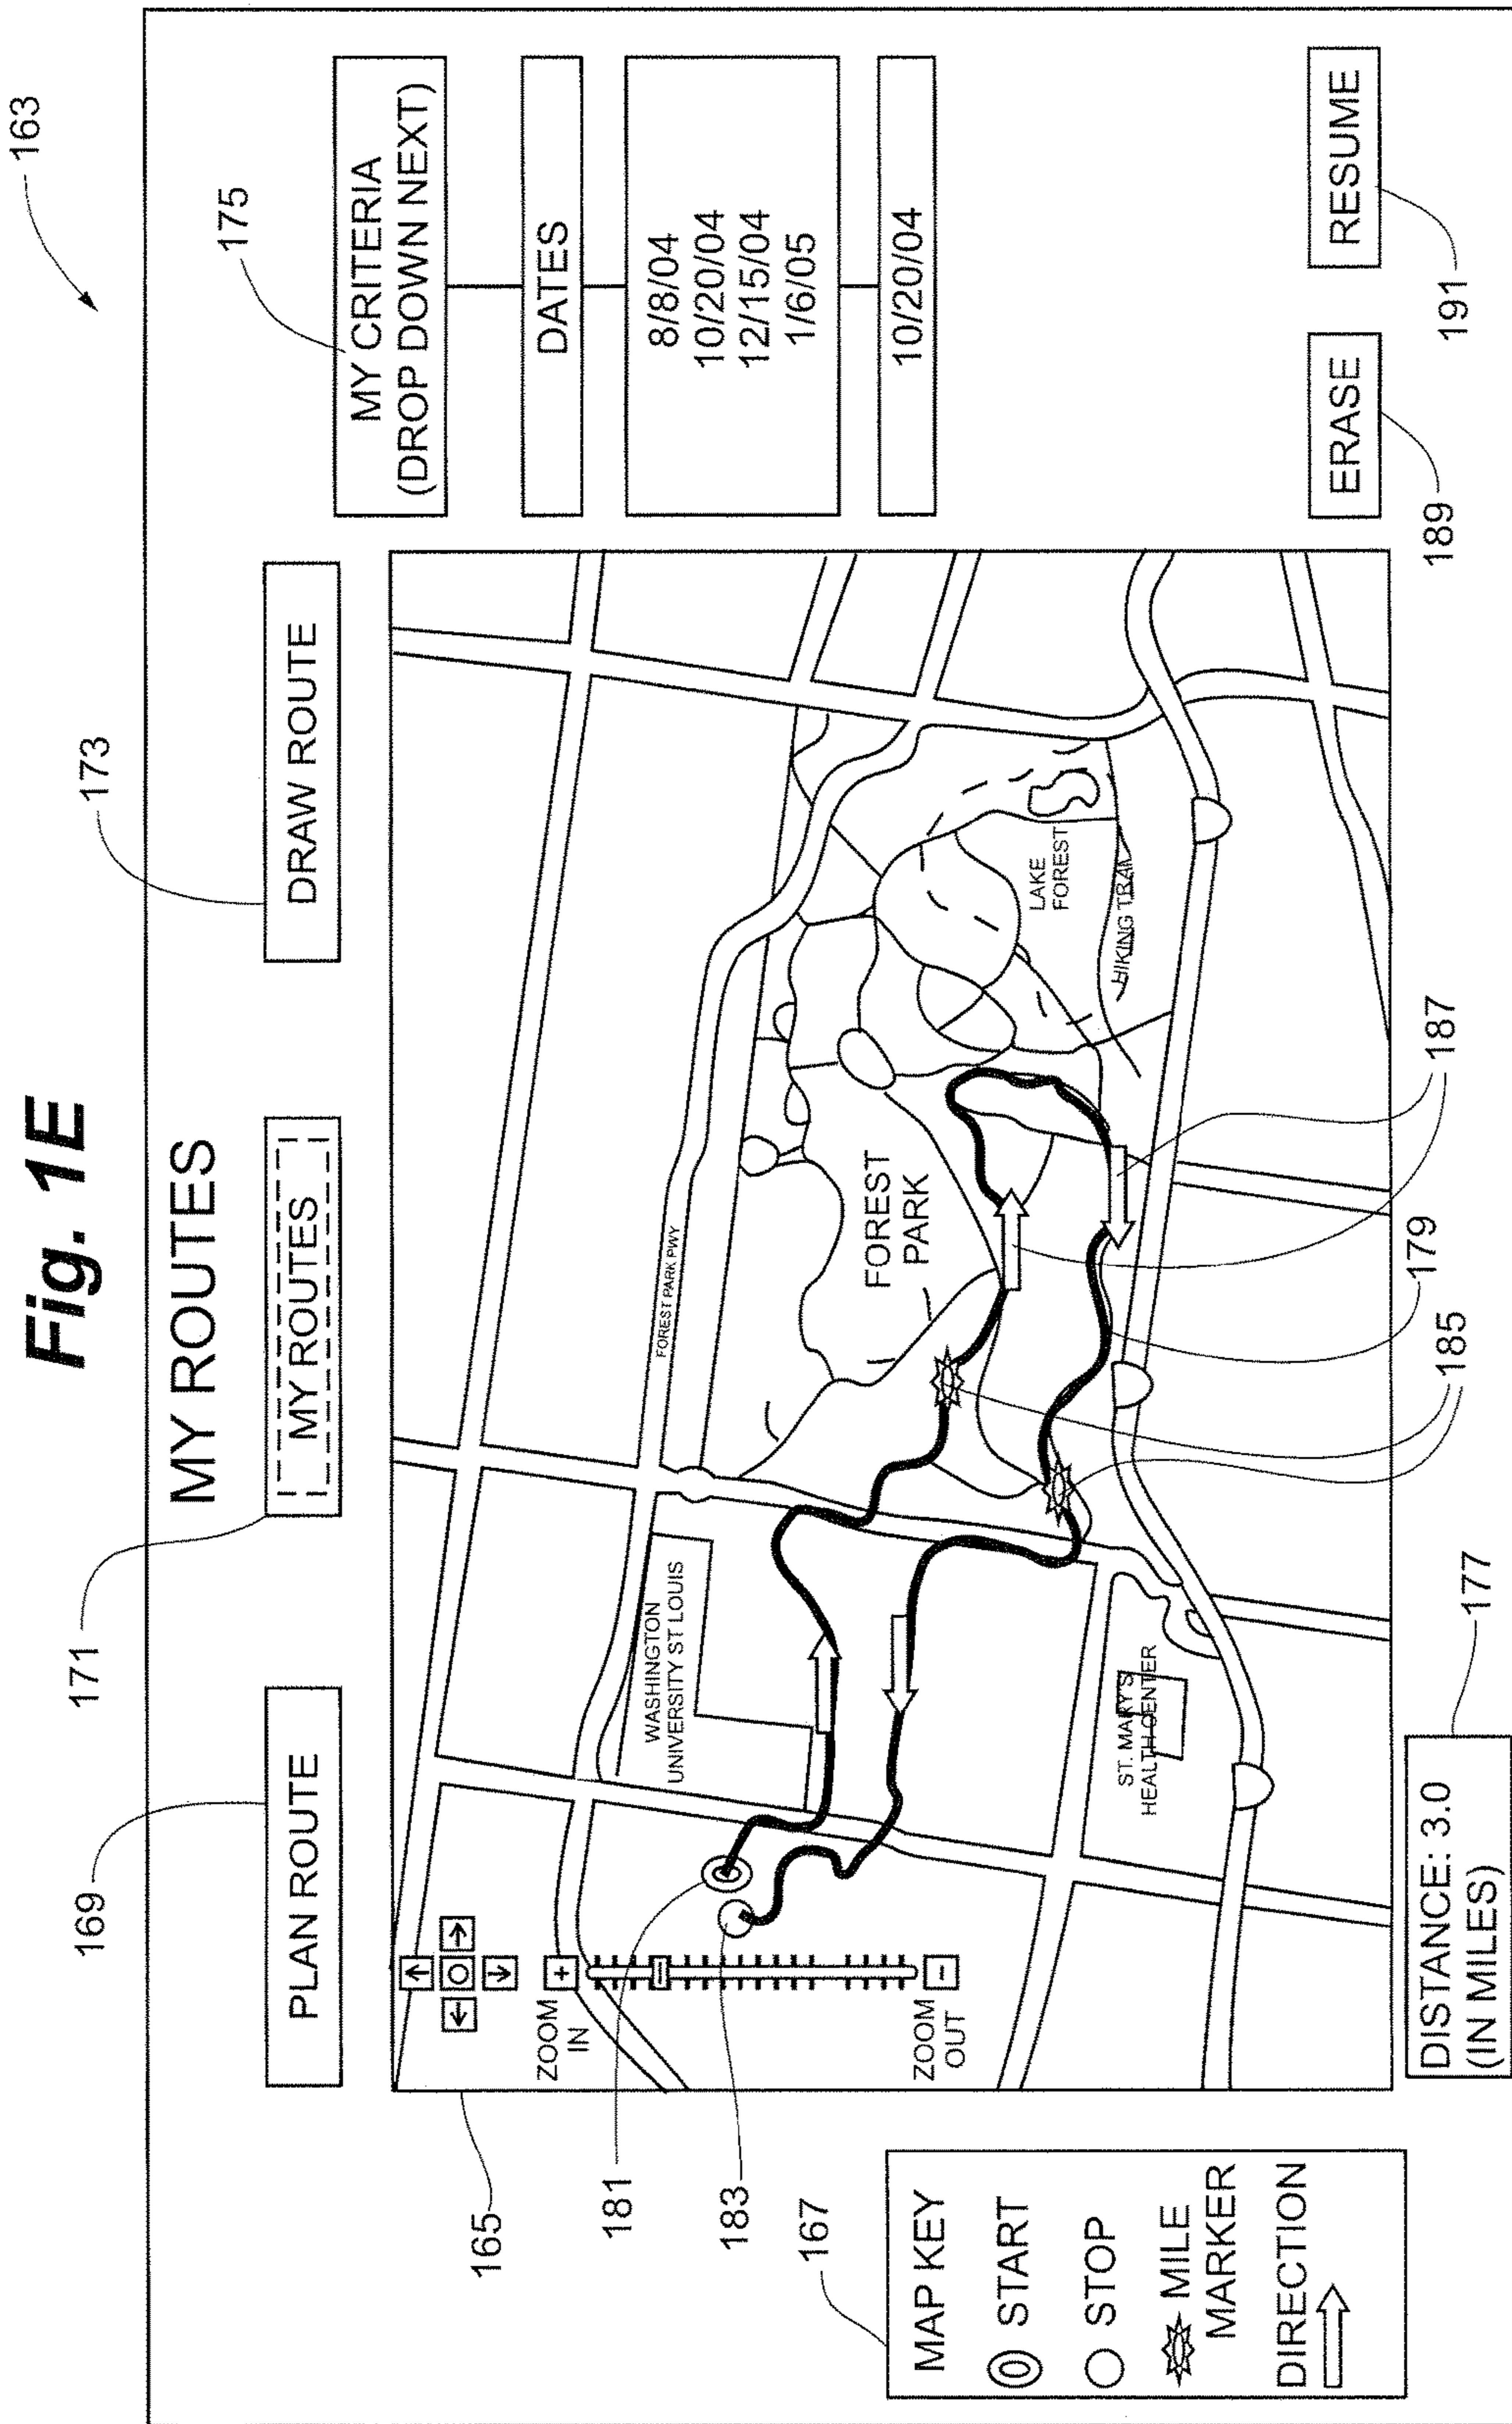 Fig. 1E
163
MY ROUTES
169
171
173
175
PLAN ROUTE
MY ROUTES
DRAW ROUTE
MY CRITERIA
(DROP DOWN NEXT)
DATES
8/8/04
10/20/04
12/15/04
1/6/05
10/20/04
165
181
183
167
ZOOM
IN
+
ZOOM
OUT
−
WASHINGTON
UNIVERSITY ST LOUIS
FOREST PARK PWY
FOREST
PARK
LAKE
FOREST
HIKING TRAIL
ST. MARY'S
HEALTH CENTER
MAP KEY
START
STOP
MILE
MARKER
DIRECTION
DISTANCE: 3.0
(IN MILES)
177
185
179
187
ERASE
RESUME
189
191